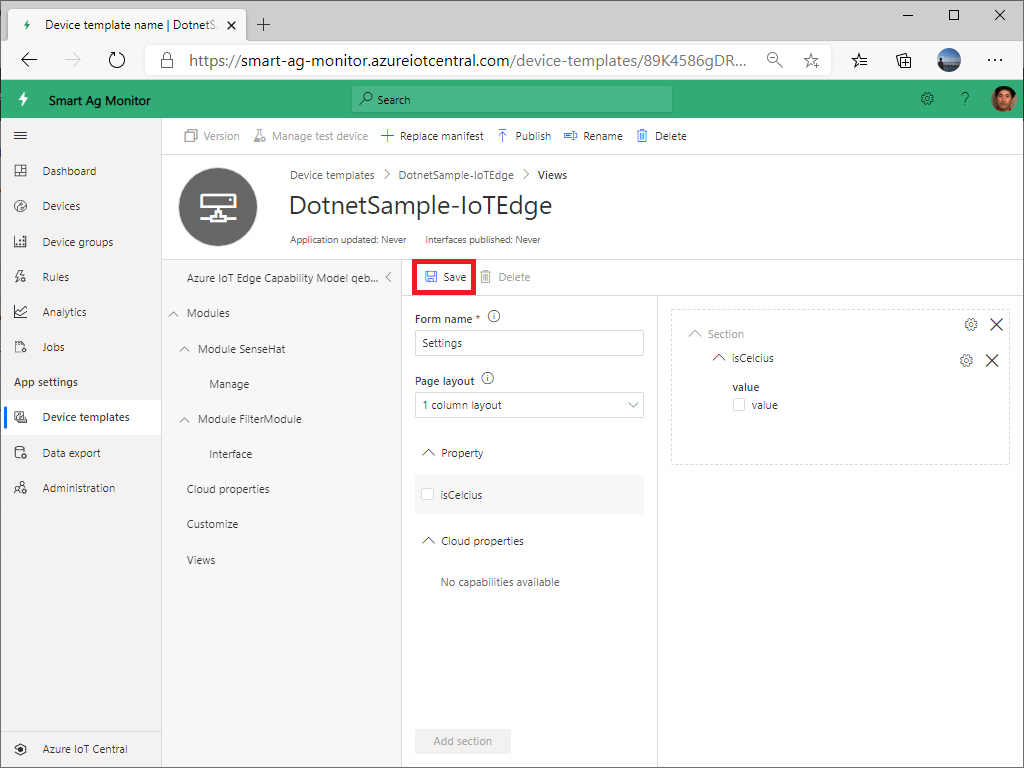 Device template name | DotnetS
https://smart-ag-monitor.azureiotcentral.com/device-templates/89K4586gDR...
Smart Ag Monitor
Search
?
Version
Manage test device
Replace manifest
Publish
Rename
Delete
Dashboard
Devices
Device groups
Rules
Analytics
Jobs
App settings
Device templates
Data export
Administration
Azure IoT Central
Device templates > DotnetSample-IoTEdge > Views
DotnetSample-IoTEdge
Application updated: Never Interfaces published: Never
Azure IoT Edge Capability Model qeb...
Modules
Module SenseHat
Manage
Module FilterModule
Interface
Cloud properties
Customize
Views
Save
Delete
Form name *
Settings
Page layout
1 column layout
Property
isCelcius
Cloud properties
No capabilities available
Add section
Section
isCelcius
value
value